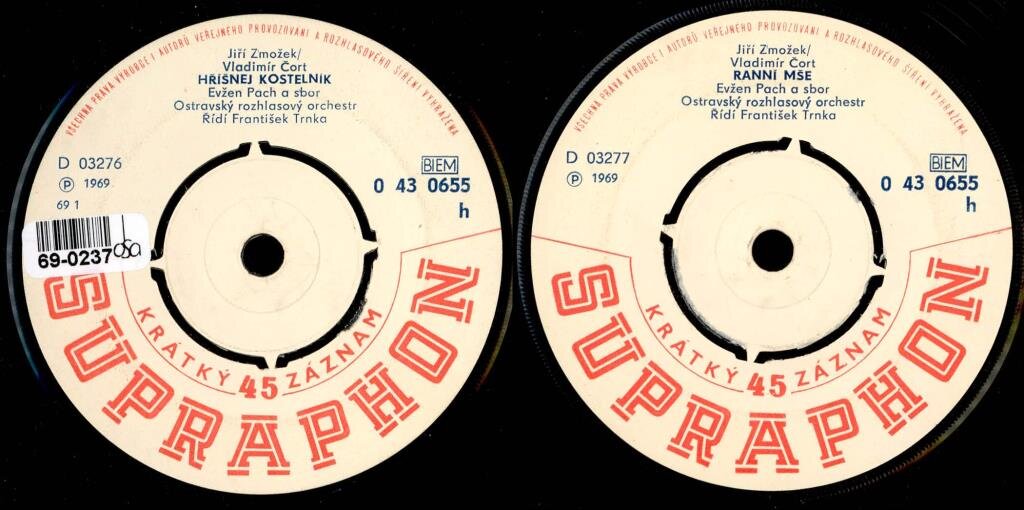 VŠECHNA PRÁVA VÝROBCE I AUTORŮ VEŘEJNÉHO PROVOZOVÁNÍ A ROZHLASOVÉHO ŠÍŘENÍ VYHRAZENA
Jiří Zmožek/
Vladimír Čort
HŘÍŠNEJ KOSTELNÍK
Evžen Pach a sbor
Ostravský rozhlasový orchestr
Řídí František Trnka
D 03276
Ⓟ 1969
69 1
BIEM
0 43 0655
h
69-0237
osa
KRÁTKÝ 45 ZÁZNAM
SUPRAPHON
VŠECHNA PRÁVA VÝROBCE I AUTORŮ VEŘEJNÉHO PROVOZOVÁNÍ A ROZHLASOVÉHO ŠÍŘENÍ VYHRAZENA
Jiří Zmožek/
Vladimír Čort
RANNÍ MŠE
Evžen Pach a sbor
Ostravský rozhlasový orchestr
Řídí František Trnka
D 03277
Ⓟ 1969
BIEM
0 43 0655
h
KRÁTKÝ 45 ZÁZNAM
SUPRAPHON